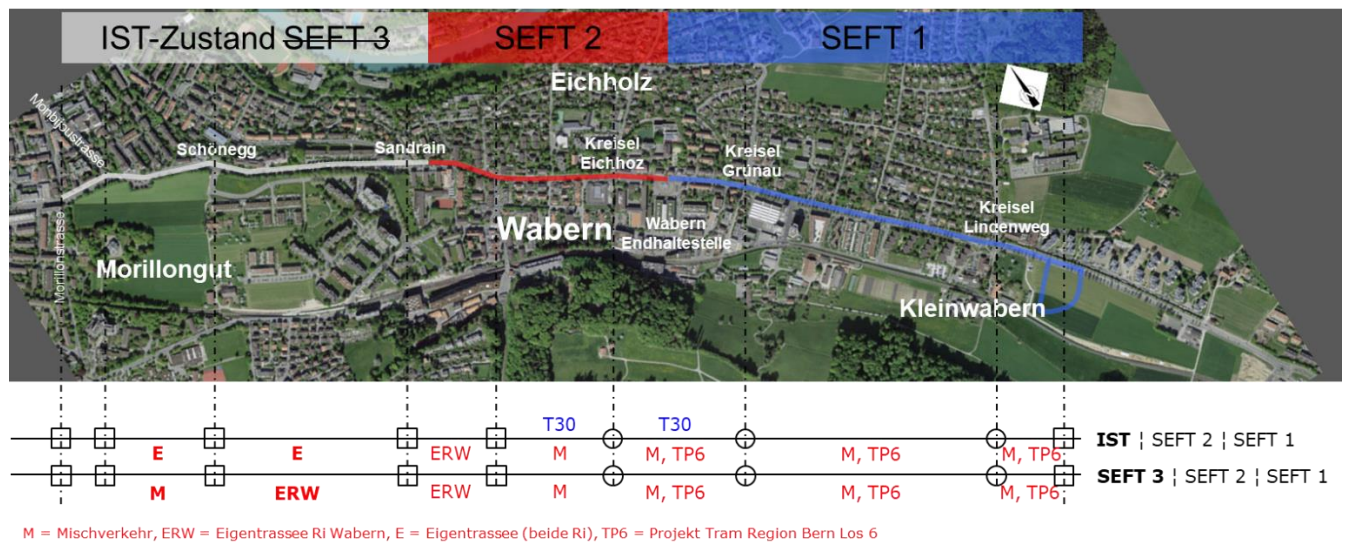 IST-Zustand SEFT 3 SEFT 2 SEFT 1
Eichholz
Monbijoustrasse
Schönegg
Sandrain
Kreisel
Eichhoz
Kreisel
Grünau
Wabern
Wabern
Endhaltestelle
Kreisel
Lindenweg
Morillonstrasse
Morillongut
Kleinwabern
T30 T30
E E ERW M M, TP6 M, TP6 M, TP6 IST ¦ SEFT 2 ¦ SEFT 1
M ERW ERW M M, TP6 M, TP6 M, TP6 SEFT 3 ¦ SEFT 2 ¦ SEFT 1
M = Mischverkehr, ERW = Eigentrassee Ri Wabern, E = Eigentrassee (beide Ri), TP6 = Projekt Tram Region Bern Los 6